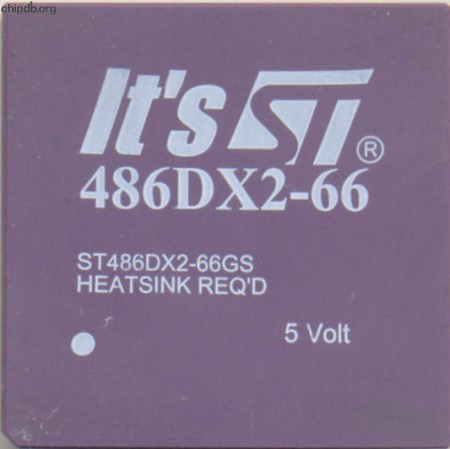 chipdb.org
It's ST®
486DX2-66
ST486DX2-66GS
HEATSINK REQ'D
5 Volt